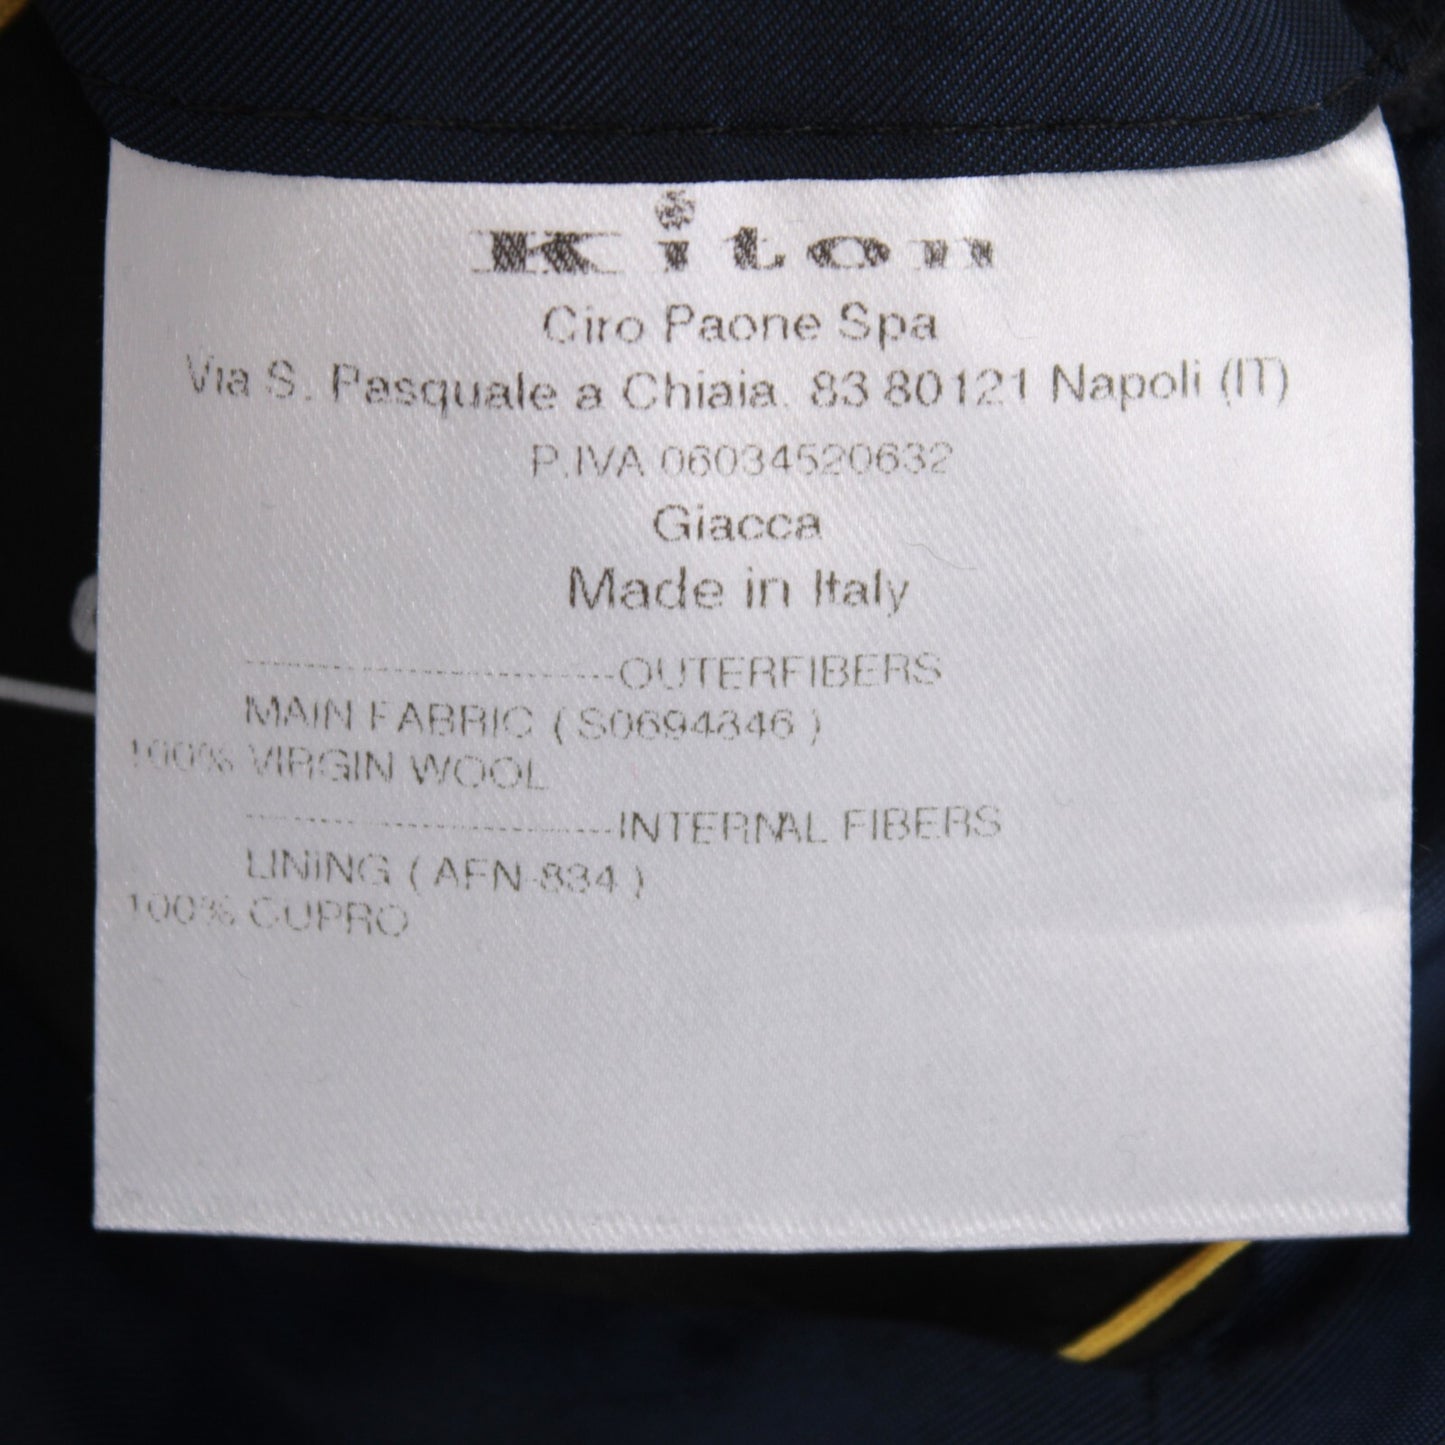 Kiton
Ciro Paone Spa
Via S. Pasquale a Chiaia, 83 80121 Napoli (IT)
P.IVA 06034520632
Giacca
Made in Italy
--------------------------OUTERFIBERS
MAIN FABRIC ( S0694846 )
100% VIRGIN WOOL
--------------------------INTERNAL FIBERS
LINING ( AFN-834 )
100% CUPRO